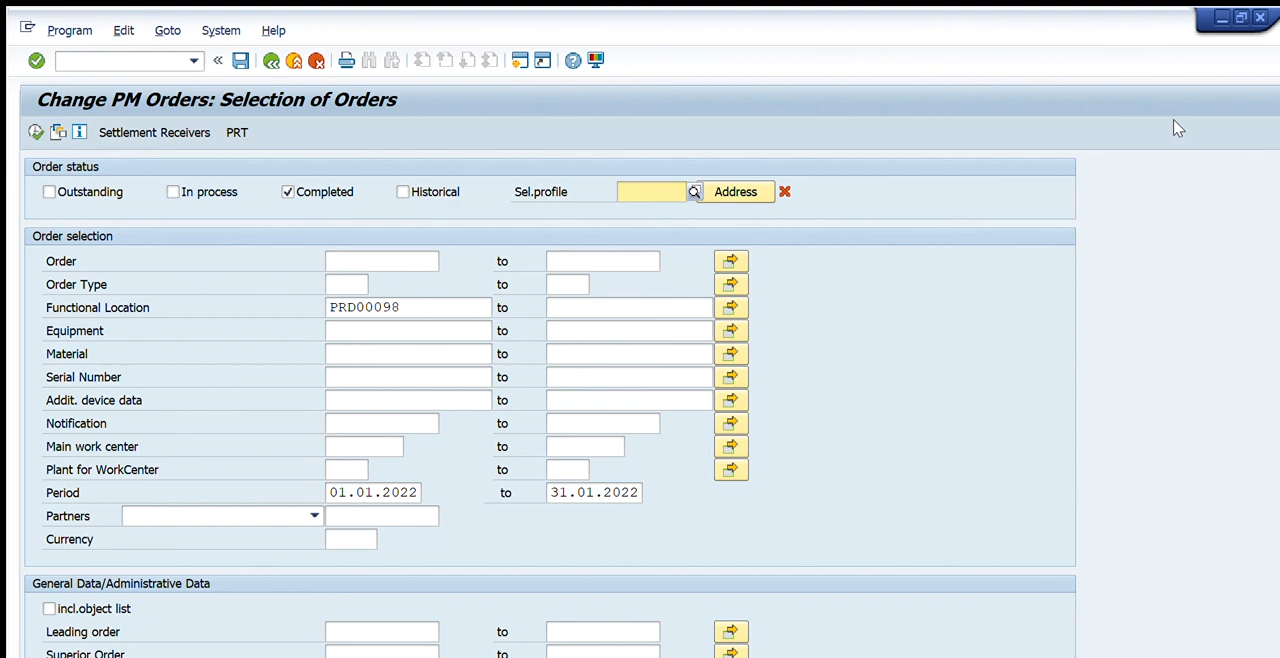 Program Edit Goto System Help
«
Change PM Orders: Selection of Orders
Settlement Receivers PRT
Order status
Outstanding In process Completed Historical Sel.profile Address
Order selection
Order to
Order Type to
Functional Location PRD00098 to
Equipment to
Material to
Serial Number to
Addit. device data to
Notification to
Main work center to
Plant for WorkCenter to
Period 01.01.2022 to 31.01.2022
Partners
Currency
General Data/Administrative Data
incl.object list
Leading order to
Superior Order to